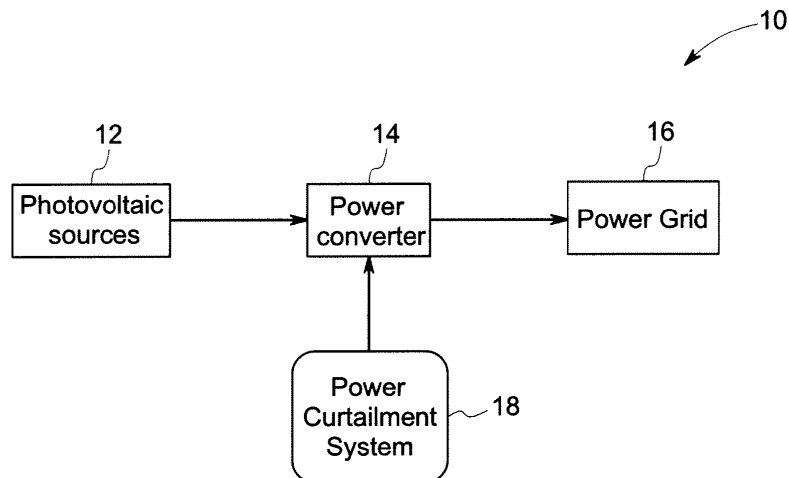 10
12
14
16
Photovoltaic
sources
Power
converter
Power Grid
Power
Curtailment
System
18